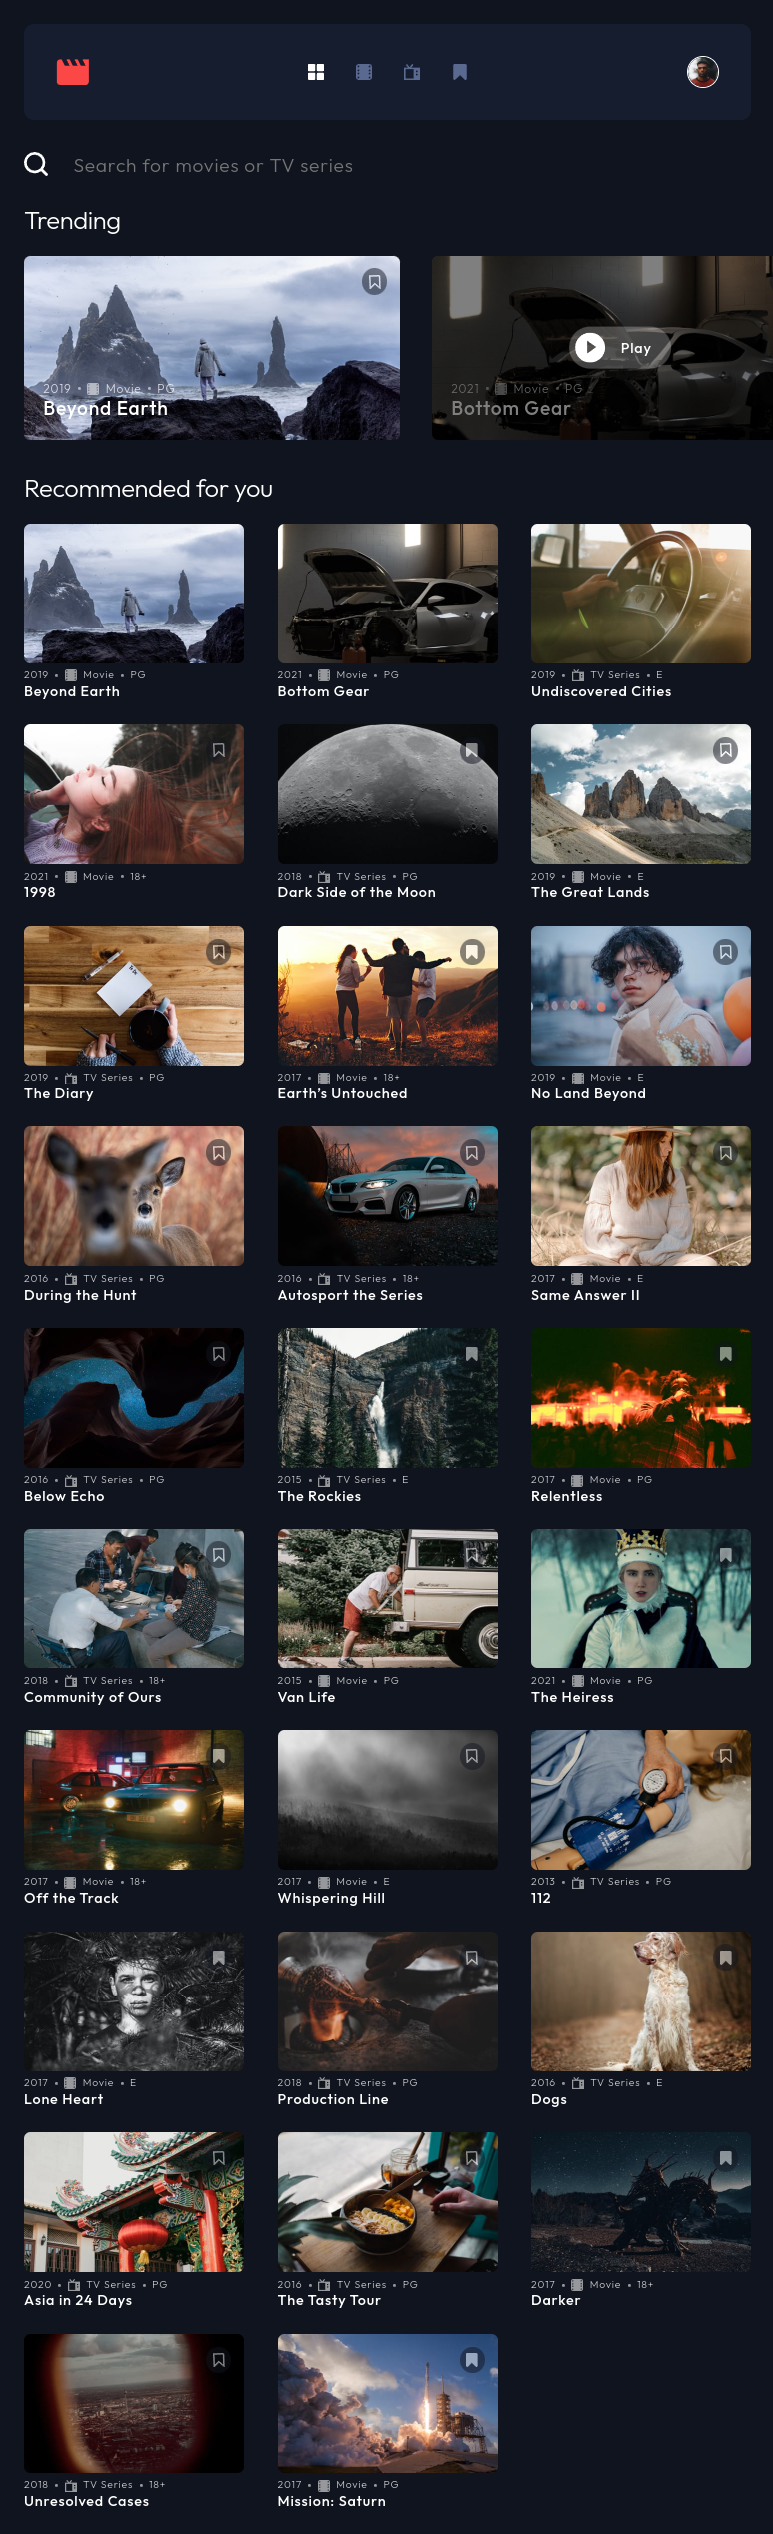 Search for movies or TV series
Trending
2019 • Movie • PG
Beyond Earth
Play
2021 • Movie • PG
Bottom Gear
Recommended for you
2019 • Movie • PG
Beyond Earth
2021 • Movie • PG
Bottom Gear
2019 • TV Series • E
Undiscovered Cities
2021 • Movie • 18+
1998
2018 • TV Series • PG
Dark Side of the Moon
2019 • Movie • E
The Great Lands
2019 • TV Series • PG
The Diary
2017 • Movie • 18+
Earth’s Untouched
2019 • Movie • E
No Land Beyond
2016 • TV Series • PG
During the Hunt
2016 • TV Series • 18+
Autosport the Series
2017 • Movie • E
Same Answer II
2016 • TV Series • PG
Below Echo
2015 • TV Series • E
The Rockies
2017 • Movie • PG
Relentless
2018 • TV Series • 18+
Community of Ours
2015 • Movie • PG
Van Life
2021 • Movie • PG
The Heiress
2017 • Movie • 18+
Off the Track
2017 • Movie • E
Whispering Hill
2013 • TV Series • PG
112
2017 • Movie • E
Lone Heart
2018 • TV Series • PG
Production Line
2016 • TV Series • E
Dogs
2020 • TV Series • PG
Asia in 24 Days
2016 • TV Series • PG
The Tasty Tour
2017 • Movie • 18+
Darker
2018 • TV Series • 18+
Unresolved Cases
2017 • Movie • PG
Mission: Saturn